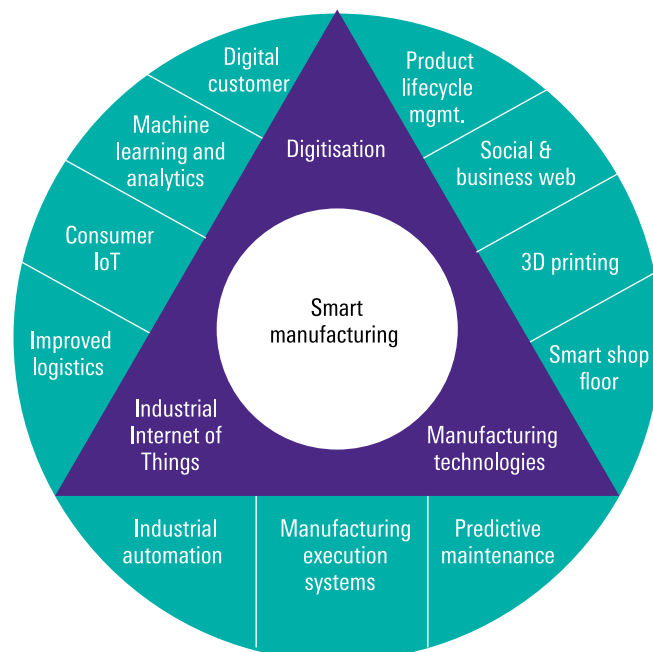 Digital
customer
Product
lifecycle
mgmt.
Machine
learning and
analytics
Digitisation
Social &
business web
Consumer
IoT
3D printing
Smart
manufacturing
Improved
logistics
Smart shop
floor
Industrial
Internet of
Things
Manufacturing
technologies
Industrial
automation
Manufacturing
execution
systems
Predictive
maintenance